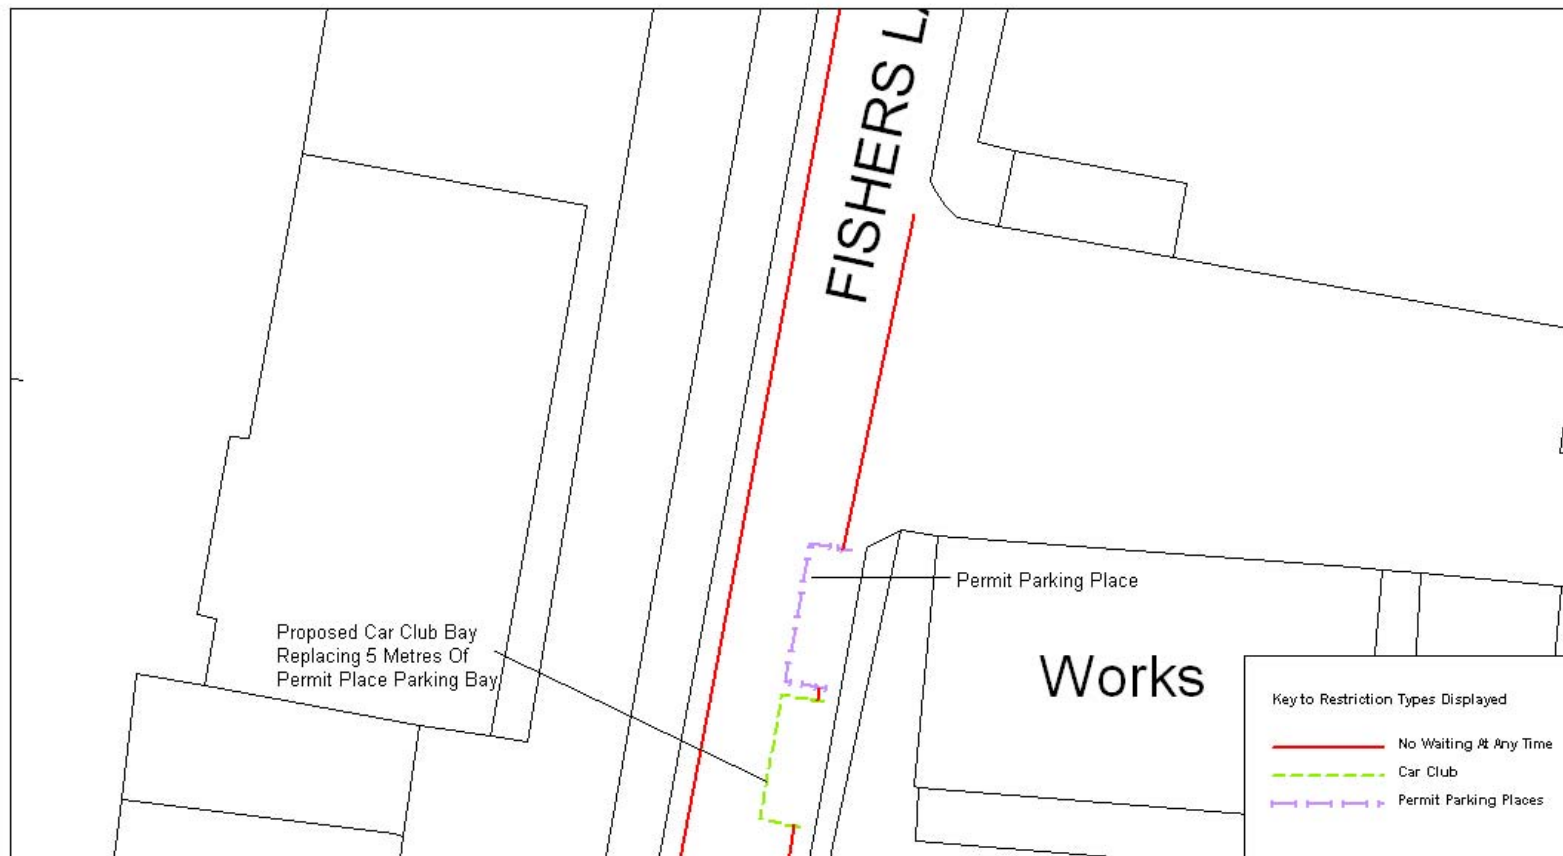 FISHERS LA
Permit Parking Place
Proposed Car Club Bay
Replacing 5 Metres Of
Permit Place Parking Bay
Works
Key to Restriction Types Displayed
No Waiting At Any Time
Car Club
Permit Parking Places